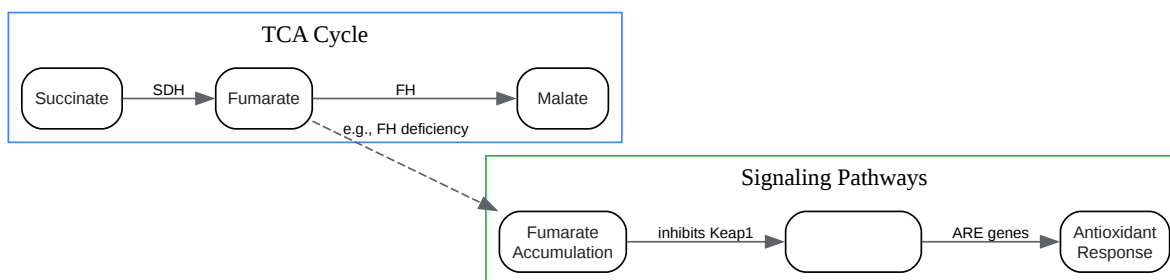 TCA Cycle
Succinate
SDH
Fumarate
FH
Malate
e.g., FH deficiency
Signaling Pathways
Fumarate
Accumulation
inhibits Keap1
ARE genes
Antioxidant
Response